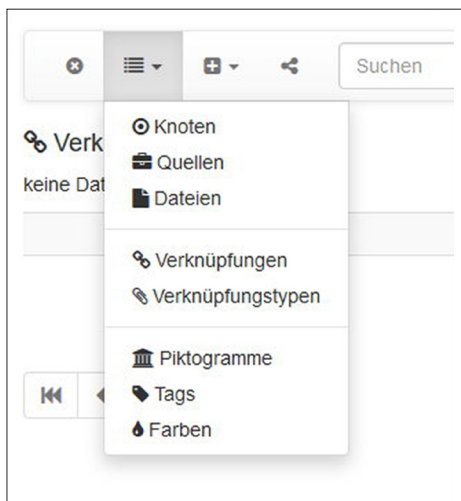 Suchen
Knoten
Verk
Quellen
keine Dat
Dateien
Verknüpfungen
Verknüpfungstypen
Piktogramme
Tags
Farben